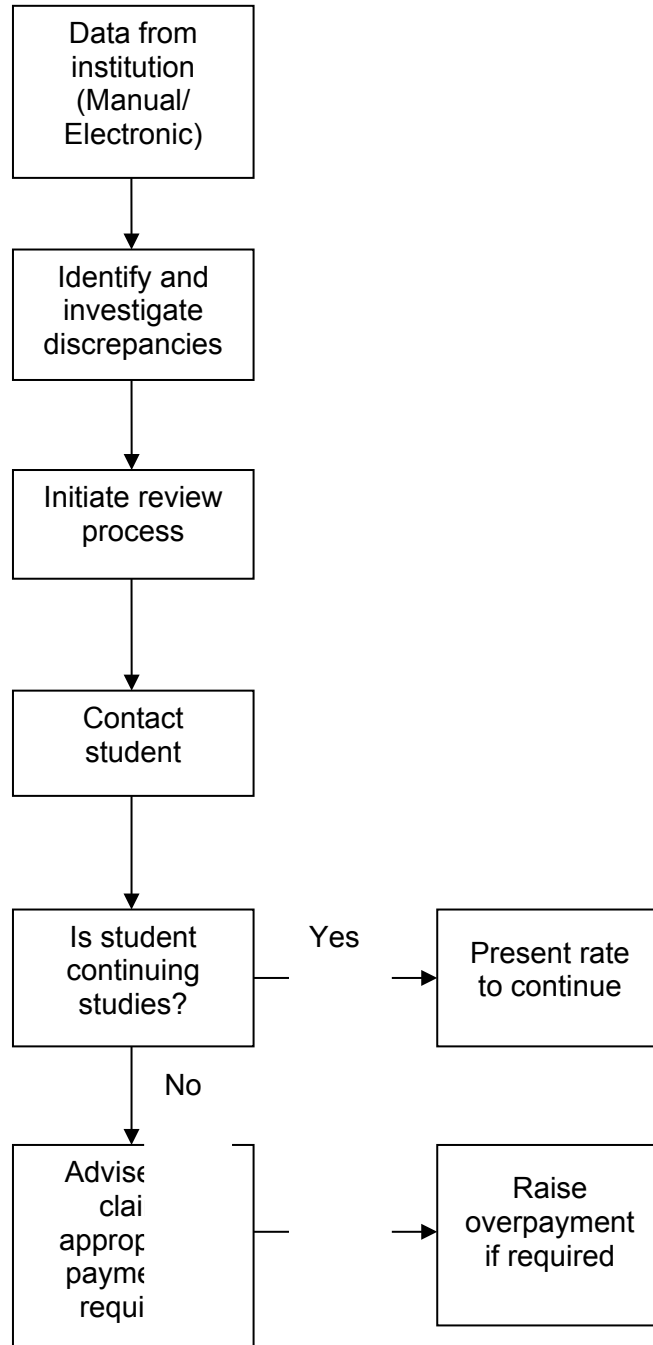 Data from
institution
(Manual/
Electronic)
Identify and
investigate
discrepancies
Initiate review
process
Contact
student
Is student
continuing
studies?
Yes
Present rate
to continue
No
Raise
overpayment
if required